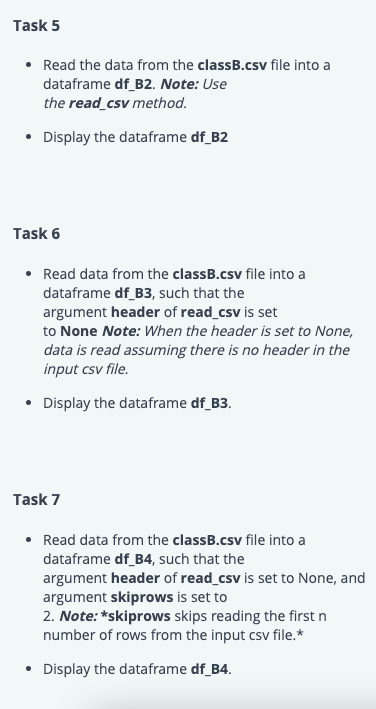 Task 5
• Read the data from the classB.csv file into a
dataframe df_B2. Note: Use
the read_csv method.
• Display the dataframe df_B2
Task 6
• Read data from the classB.csv file into a
dataframe df_B3, such that the
argument header of read_csv is set
to None Note: When the header is set to None,
data is read assuming there is no header in the
input csv file.
• Display the dataframe df_B3.
Task 7
• Read data from the classB.csv file into a
dataframe df_B4, such that the
argument header of read_csv is set to None, and
argument skiprows is set to
2. Note: *skiprows skips reading the first n
number of rows from the input csv file.*
• Display the dataframe df_B4.